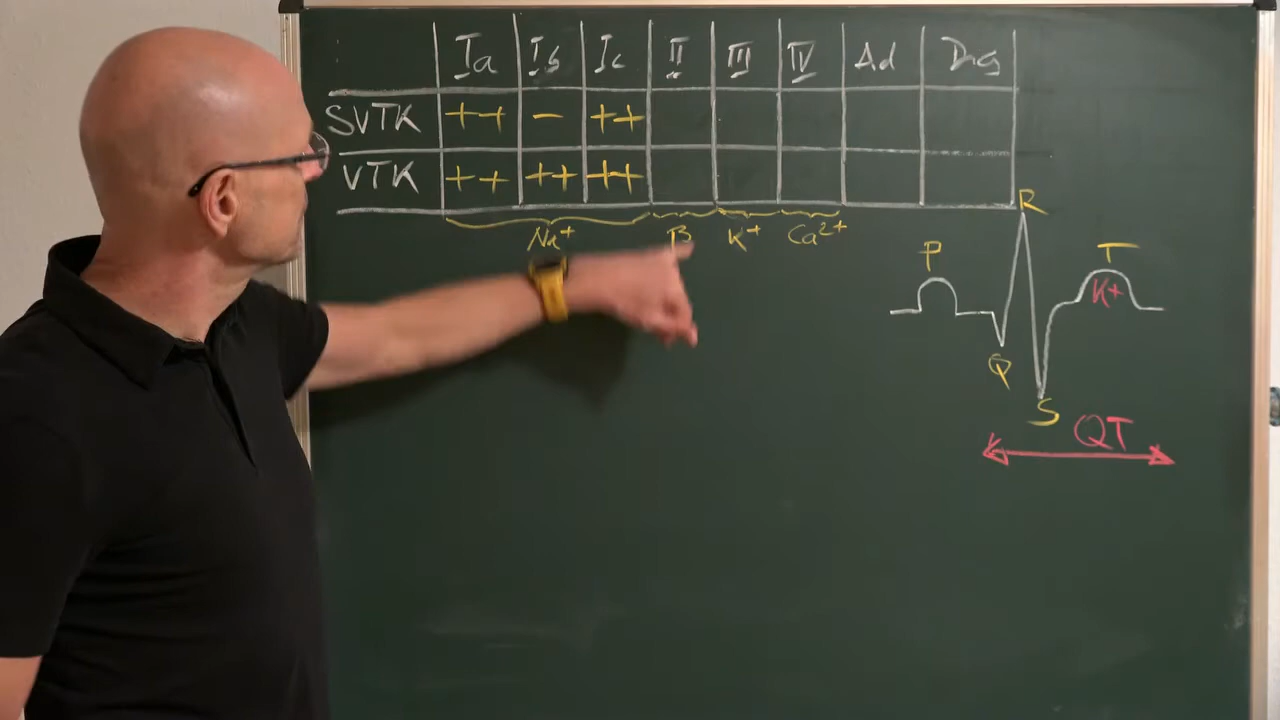 Ia Ib Ic II III IV Ad Dig
SVTK ++ - ++
VTK ++ ++ ++
Na+ β K+ Ca2+
R
P T
K+
Q
S
QT